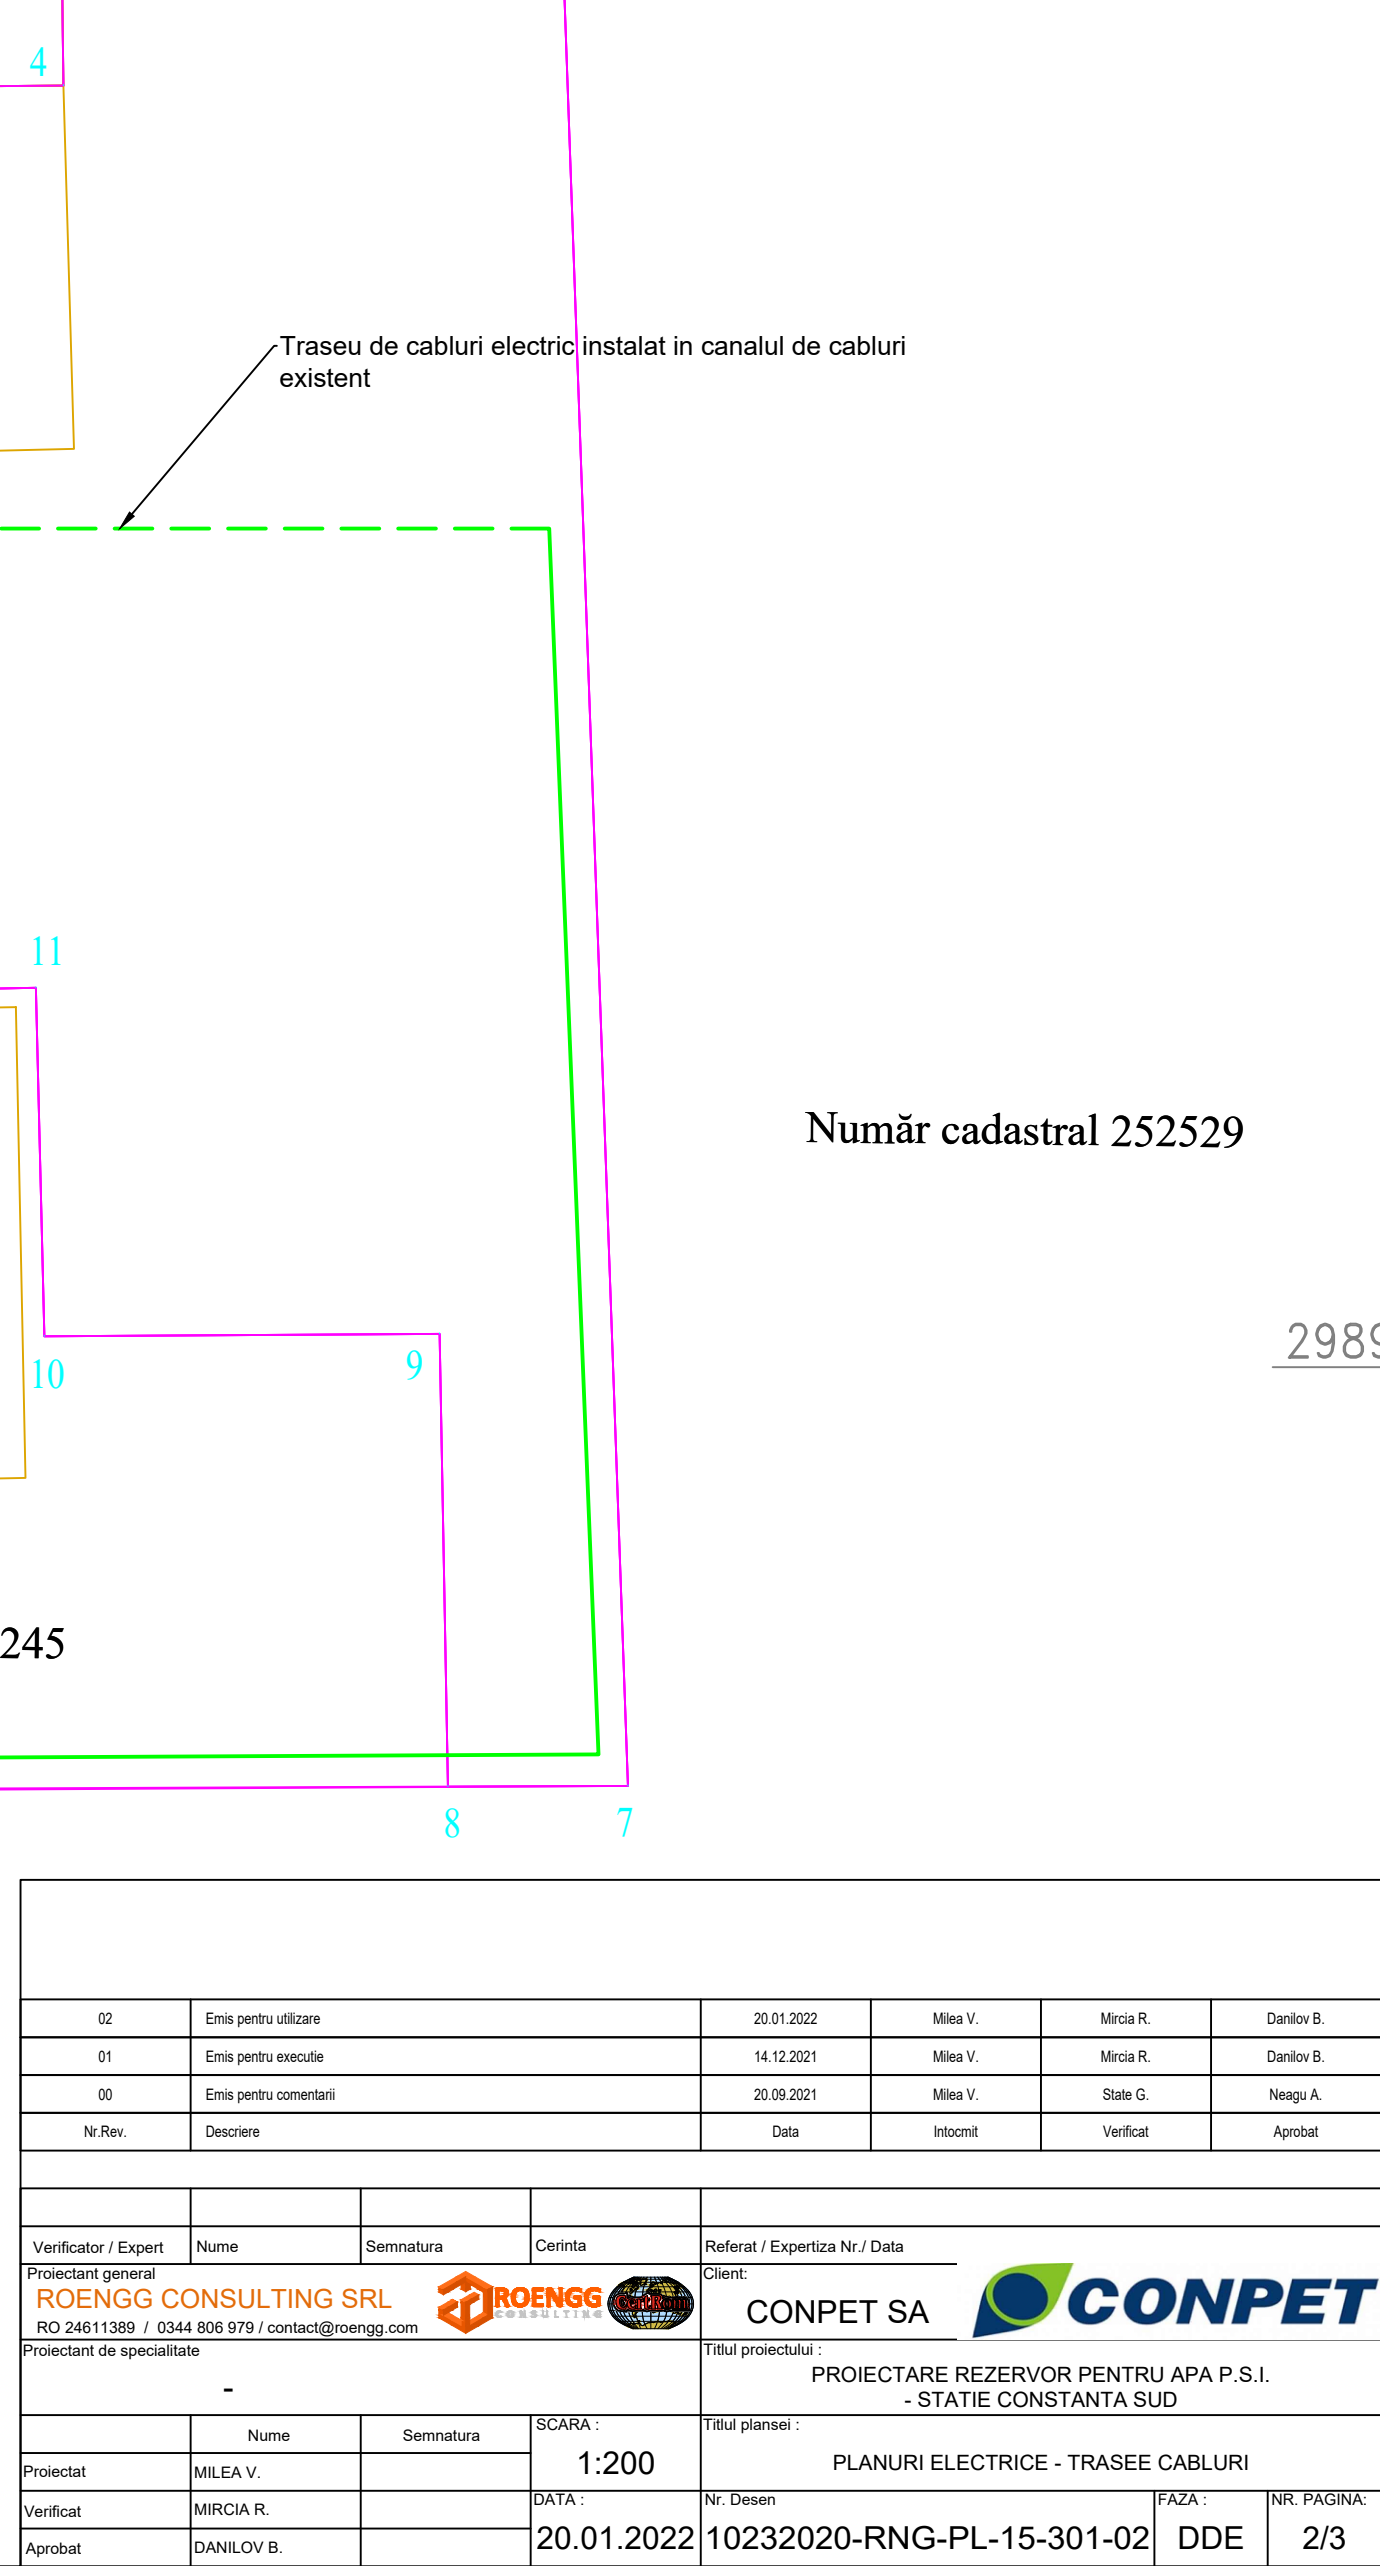 4
Traseu de cabluri electric instalat in canalul de cabluri
existent
11
Număr cadastral 252529
2989
10
9
245
8
7
02 Emis pentru utilizare 20.01.2022 Milea V. Mircia R. Danilov B.
01 Emis pentru executie 14.12.2021 Milea V. Mircia R. Danilov B.
00 Emis pentru comentarii 20.09.2021 Milea V. State G. Neagu A.
Nr.Rev. Descriere Data Intocmit Verificat Aprobat
Verificator / Expert Nume Semnatura Cerinta Referat / Expertiza Nr./ Data
Proiectant general
ROENGG CONSULTING SRL
RO 24611389 / 0344 806 979 / contact@roengg.com
ROENGG
CONSULTING
CertRom
Client:
CONPET SA
CONPET
Proiectant de specialitate
-
Titlul proiectului :
PROIECTARE REZERVOR PENTRU APA P.S.I.
- STATIE CONSTANTA SUD
Nume Semnatura
SCARA :
1:200
Titlul plansei :
PLANURI ELECTRICE - TRASEE CABLURI
Proiectat MILEA V.
Verificat MIRCIA R.
Aprobat DANILOV B.
DATA :
20.01.2022
Nr. Desen
10232020-RNG-PL-15-301-02
FAZA :
DDE
NR. PAGINA:
2/3